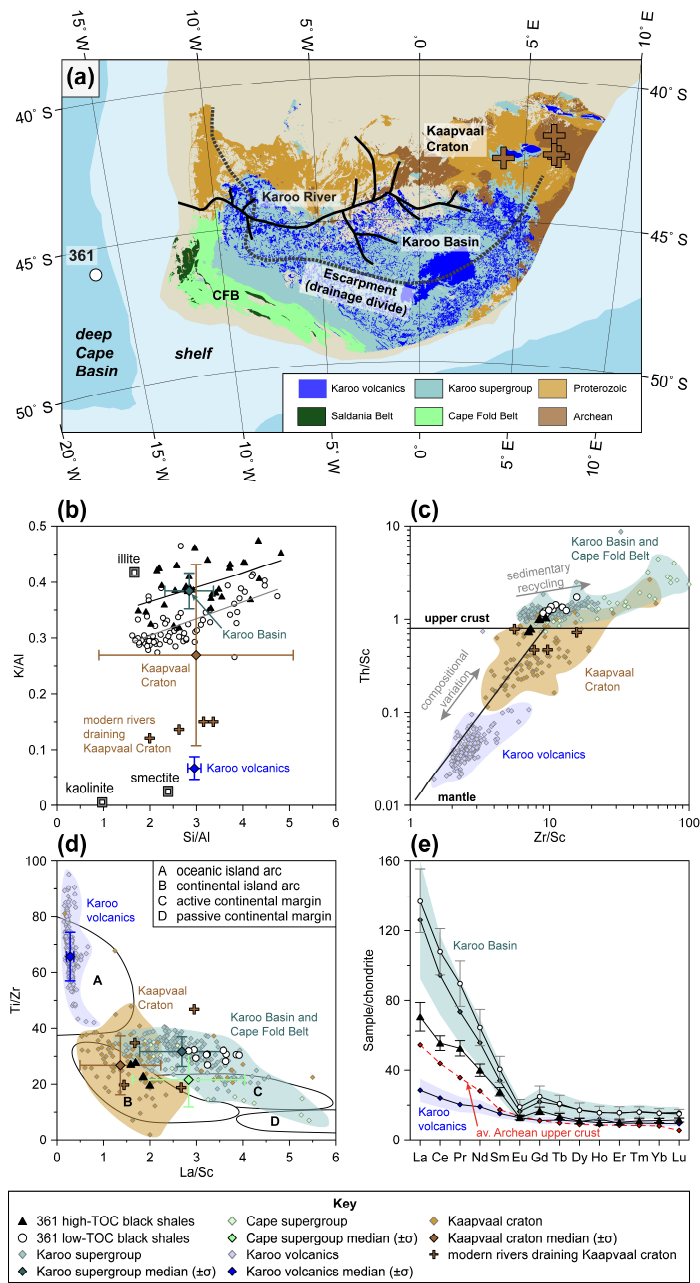 (a)
15° W
10° W
5° W
0°
5° E
10° E
40° S
40° S
Kaapvaal
Craton
Karoo River
361
45° S
45° S
Karoo Basin
Escarpment
(drainage divide)
CFB
deep
Cape
Basin
shelf
Karoo volcanics
Karoo supergroup
Proterozoic
Saldania Belt
Cape Fold Belt
Archean
50° S
50° S
20° W
15° W
10° W
5° W
0°
5° E
10° E
(b)
K/Al
0.5
0.4
0.3
0.2
0.1
0
illite
Karoo Basin
Kaapvaal
Craton
modern rivers
draining
Kaapvaal Craton
Karoo volcanics
smectite
kaolinite
0 1 2 3 4 5 6
Si/Al
(c)
Th/Sc
10
1
0.1
0.01
Karoo Basin and
Cape Fold Belt
sedimentary
recycling
upper crust
compositional
variation
Kaapvaal
Craton
Karoo volcanics
mantle
1 10 100
Zr/Sc
(d)
Ti/Zr
100
80
60
40
20
0
A oceanic island arc
B continental island arc
C active continental margin
D passive continental margin
Karoo
volcanics
A
Kaapvaal
Craton
Karoo Basin and
Cape Fold Belt
B
C
D
0 1 2 3 4 5 6
La/Sc
(e)
Sample/chondrite
160
120
80
40
0
Karoo Basin
Karoo
volcanics
av. Archean upper crust
La Ce Pr Nd Sm Eu Gd Tb Dy Ho Er Tm Yb Lu
Key
361 high-TOC black shales
Cape supergroup
Kaapvaal craton
361 low-TOC black shales
Cape supergroup median (±σ)
Kaapvaal craton median (±σ)
Karoo supergroup
Karoo volcanics
modern rivers draining Kaapvaal craton
Karoo supergroup median (±σ)
Karoo volcanics median (±σ)